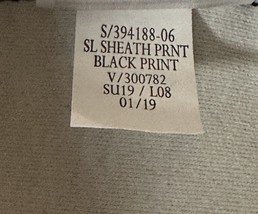 S/394188-06
SL SHEATH PRNT
BLACK PRINT
V/300782
SU19 / L08
01/19